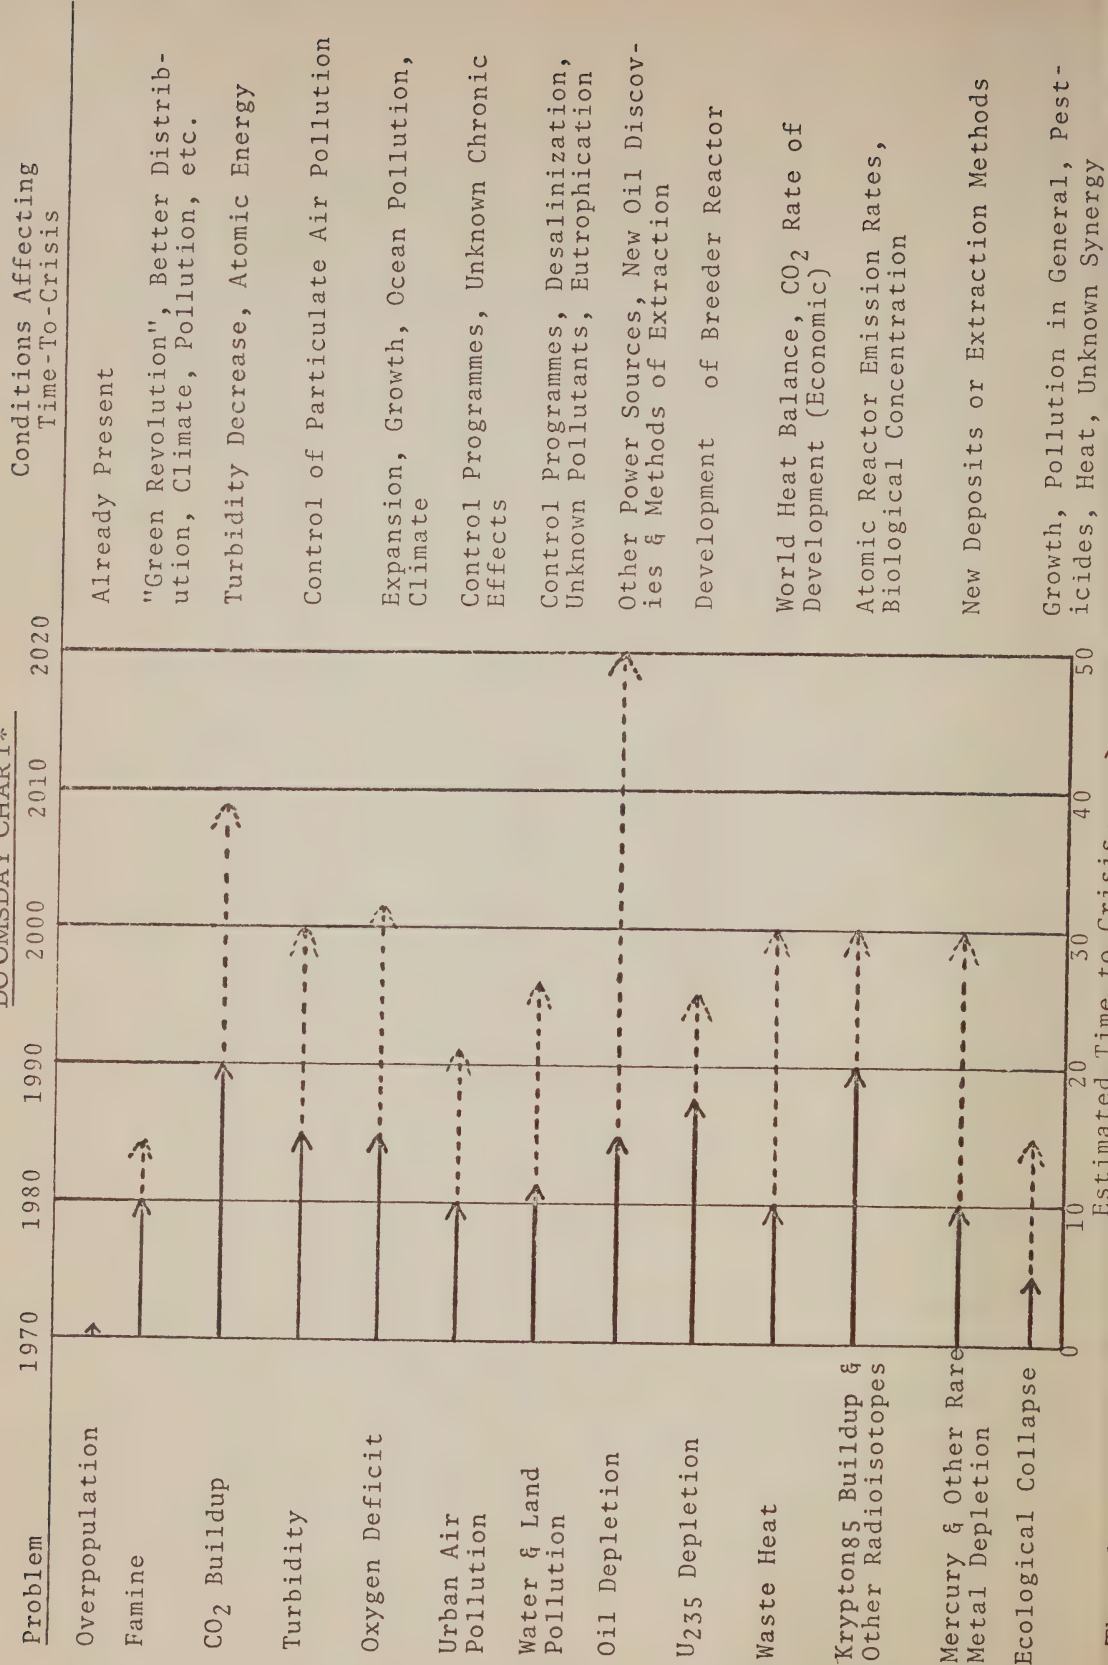 DOOMSDAY CHART*
Problem
1970 1980 1990 2000 2010 2020
Conditions Affecting
Time-To-Crisis
Overpopulation
Already Present
Famine
"Green Revolution", Better Distrib-
ution, Climate, Pollution, etc.
CO2 Buildup
Turbidity Decrease, Atomic Energy
Turbidity
Control of Particulate Air Pollution
Oxygen Deficit
Expansion, Growth, Ocean Pollution,
Climate
Urban Air
Pollution
Control Programmes, Unknown Chronic
Effects
Water & Land
Pollution
Control Programmes, Desalinization,
Unknown Pollutants, Eutrophication
Oil Depletion
Other Power Sources, New Oil Discov-
ies & Methods of Extraction
U235 Depletion
Development of Breeder Reactor
Waste Heat
World Heat Balance, CO2 Rate of
Development (Economic)
Krypton85 Buildup &
Other Radioisotopes
Atomic Reactor Emission Rates,
Biological Concentration
Mercury & Other Rare
Metal Depletion
New Deposits or Extraction Methods
Ecological Collapse
Growth, Pollution in General, Pest-
icides, Heat, Unknown Synergy
0 10 20 30 40 50
Estimated Time to Crisis